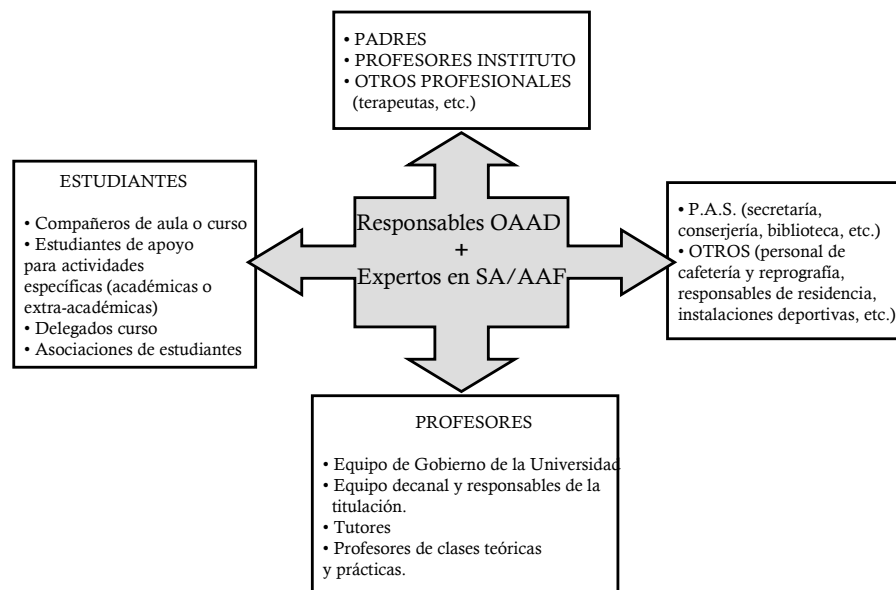 • PADRES
• PROFESORES INSTITUTO
• OTROS PROFESIONALES
(terapeutas, etc.)
ESTUDIANTES
• Compañeros de aula o curso
• Estudiantes de apoyo
para actividades
específicas (académicas o
extra-académicas)
• Delegados curso
• Asociaciones de estudiantes
Responsables OAAD
+
Expertos en SA/AAF
• P.A.S. (secretaría,
conserjería, biblioteca, etc.)
• OTROS (personal de
cafetería y reprografía,
responsables de residencia,
instalaciones deportivas, etc.)
PROFESORES
• Equipo de Gobierno de la Universidad
• Equipo decanal y responsables de la
titulación.
• Tutores
• Profesores de clases teóricas
y prácticas.